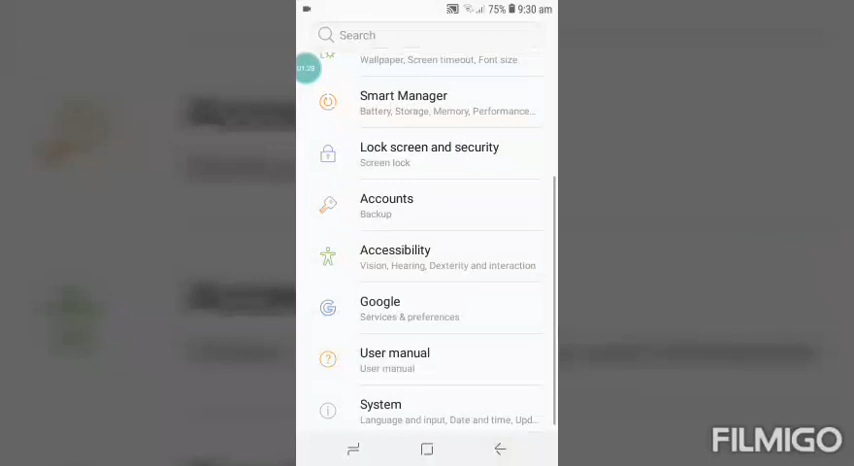 75% 9:30 am
Search
01:39
Wallpaper, Screen timeout, Font size
Smart Manager
Battery, Storage, Memory, Performance...
Lock screen and security
Screen lock
Accounts
Backup
Accessibility
Vision, Hearing, Dexterity and interaction
Google
Services & preferences
User manual
User manual
System
Language and input, Date and time, Upd...
FILMIGO